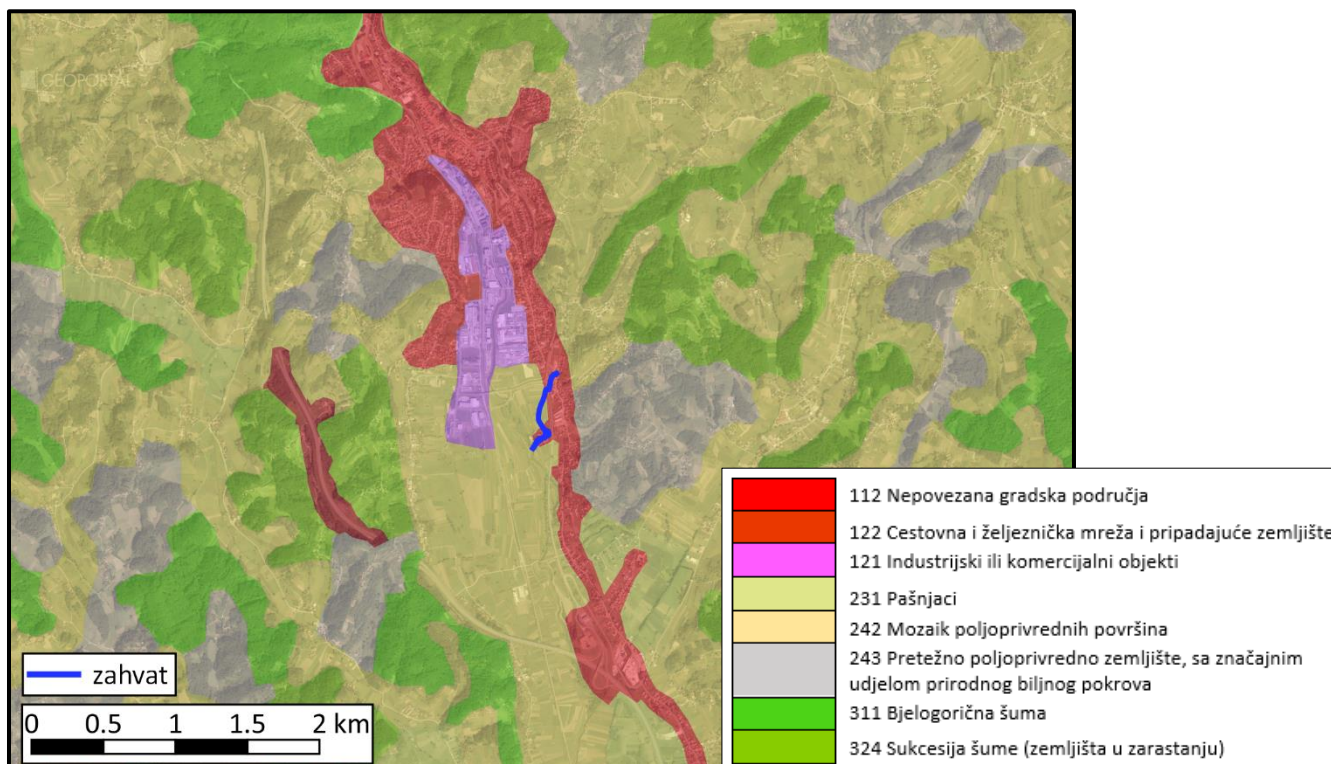 GEOPORTAL
112 Nepovezana gradska područja
122 Cestovna i željeznička mreža i pripadajuće zemljište
121 Industrijski ili komercijalni objekti
231 Pašnjaci
242 Mozaik poljoprivrednih površina
243 Pretežno poljoprivredno zemljište, sa značajnim
udjelom prirodnog biljnog pokrova
311 Bjelogorična šuma
324 Sukcesija šume (zemljišta u zarastanju)
zahvat
0 0.5 1 1.5 2 km